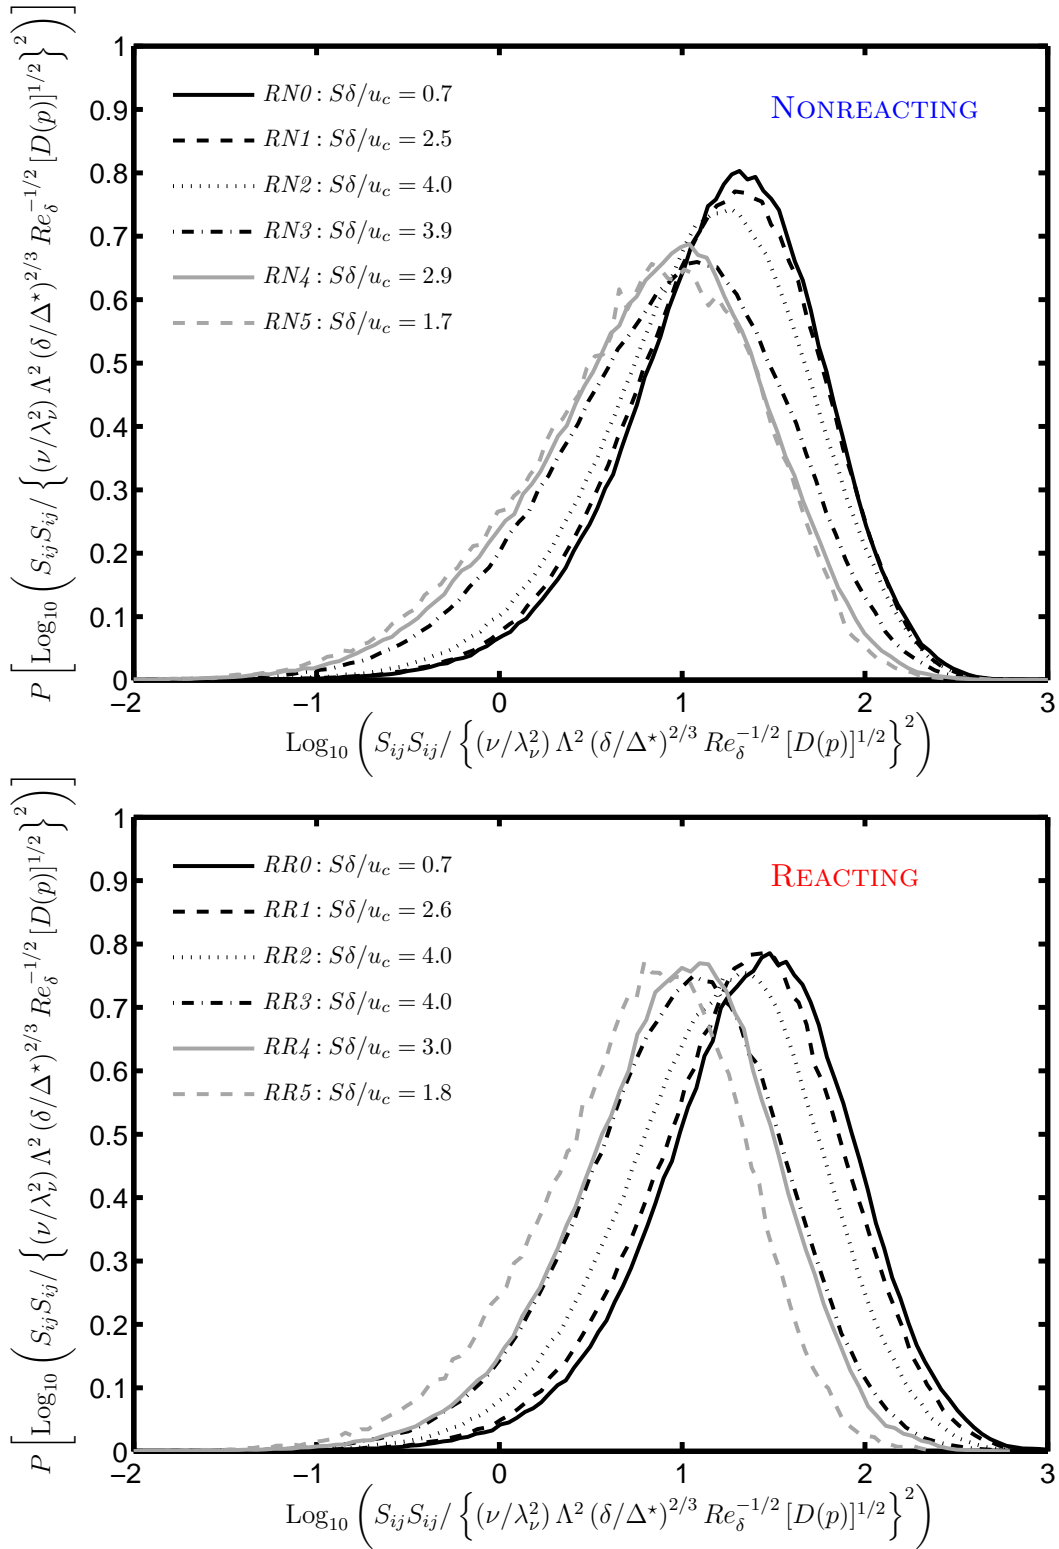 P [ Log₁₀ ( S_ij S_ij / { (ν/λ_ν²) Λ² (δ/Δ⋆)^{2/3} Re_δ^{-1/2} [D(p)]^{1/2} }² ) ]
1
0.9
0.8
0.7
0.6
0.5
0.4
0.3
0.2
0.1
0
RN0 : Sδ/u_c = 0.7
RN1 : Sδ/u_c = 2.5
RN2 : Sδ/u_c = 4.0
RN3 : Sδ/u_c = 3.9
RN4 : Sδ/u_c = 2.9
RN5 : Sδ/u_c = 1.7
NONREACTING
−2 −1 0 1 2 3
Log₁₀ ( S_ij S_ij / { (ν/λ_ν²) Λ² (δ/Δ⋆)^{2/3} Re_δ^{-1/2} [D(p)]^{1/2} }² )
P [ Log₁₀ ( S_ij S_ij / { (ν/λ_ν²) Λ² (δ/Δ⋆)^{2/3} Re_δ^{-1/2} [D(p)]^{1/2} }² ) ]
1
0.9
0.8
0.7
0.6
0.5
0.4
0.3
0.2
0.1
0
RR0 : Sδ/u_c = 0.7
RR1 : Sδ/u_c = 2.6
RR2 : Sδ/u_c = 4.0
RR3 : Sδ/u_c = 4.0
RR4 : Sδ/u_c = 3.0
RR5 : Sδ/u_c = 1.8
REACTING
−2 −1 0 1 2 3
Log₁₀ ( S_ij S_ij / { (ν/λ_ν²) Λ² (δ/Δ⋆)^{2/3} Re_δ^{-1/2} [D(p)]^{1/2} }² )